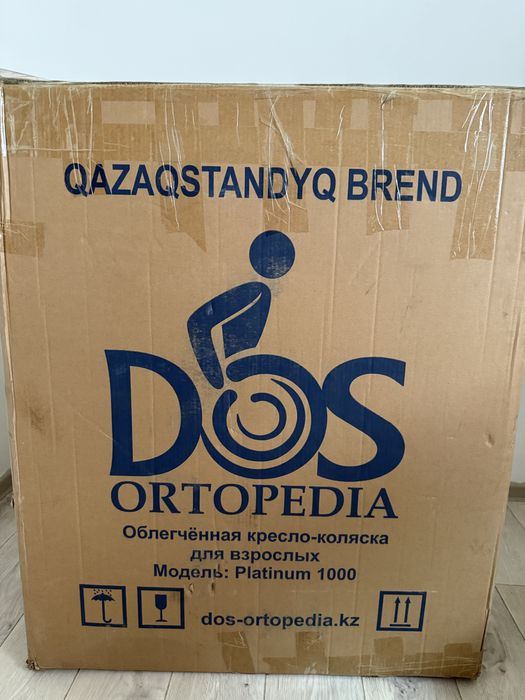 QAZAQSTANDYQ BREND
DOS
ORTOPEDIA
Облегчённая кресло-коляска
для взрослых
Модель: Platinum 1000
dos-ortopedia.kz